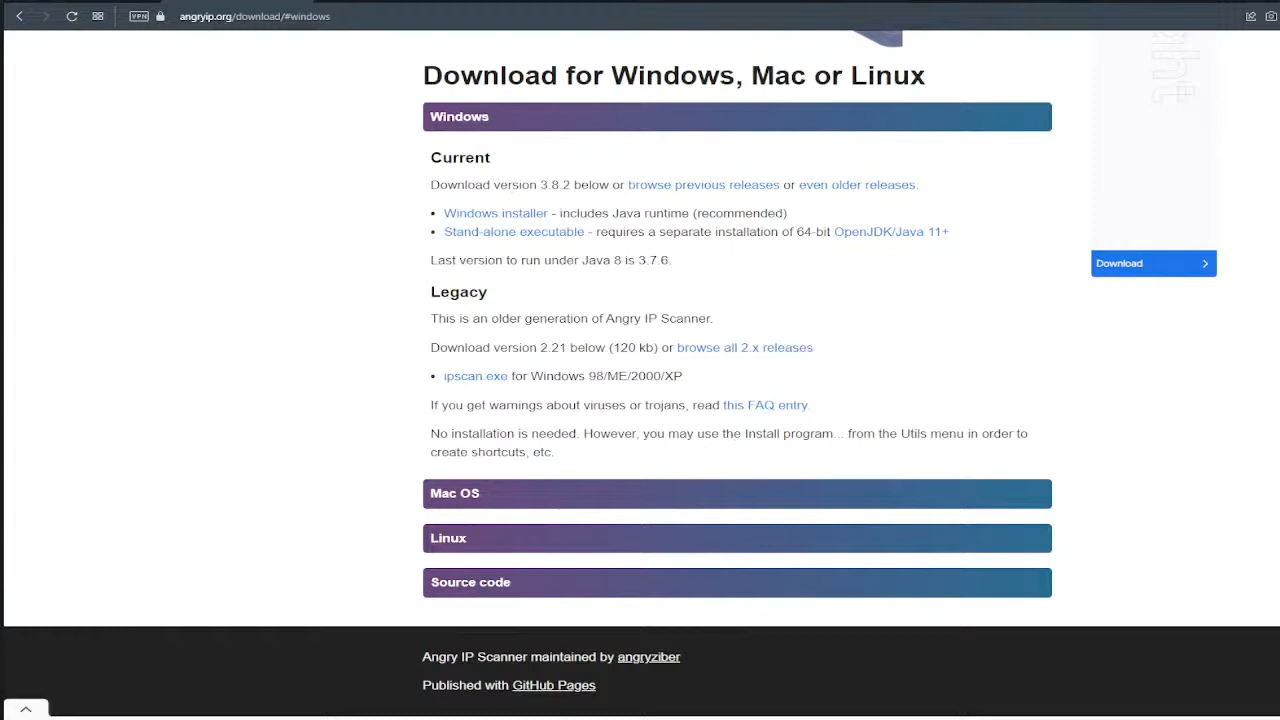 VPN angryip.org/download/#windows
Download for Windows, Mac or Linux
Windows
Current
Download version 3.8.2 below or browse previous releases or even older releases.
• Windows installer - includes Java runtime (recommended)
• Stand-alone executable - requires a separate installation of 64-bit OpenJDK/Java 11+
Last version to run under Java 8 is 3.7.6.
Download
Legacy
This is an older generation of Angry IP Scanner.
Download version 2.21 below (120 kb) or browse all 2.x releases
• ipscan.exe for Windows 98/ME/2000/XP
If you get warnings about viruses or trojans, read this FAQ entry.
No installation is needed. However, you may use the Install program... from the Utils menu in order to
create shortcuts, etc.
Mac OS
Linux
Source code
Angry IP Scanner maintained by angryziber
Published with GitHub Pages